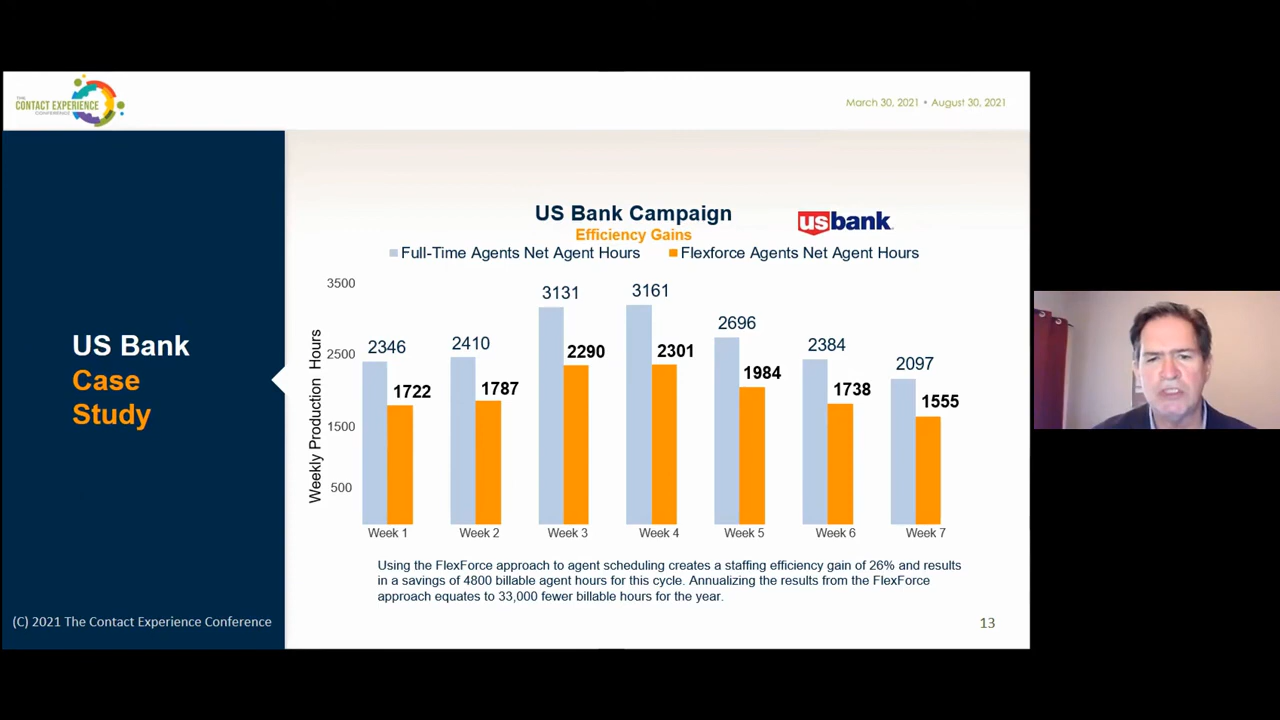 THE
CONTACT EXPERIENCE
CONFERENCE
March 30, 2021 • August 30, 2021
US Bank
Case
Study
US Bank Campaign
Efficiency Gains
usbank
Full-Time Agents Net Agent Hours
Flexforce Agents Net Agent Hours
Weekly Production Hours
3500
2500
1500
500
2346
1722
2410
1787
3131
2290
3161
2301
2696
1984
2384
1738
2097
1555
Week 1
Week 2
Week 3
Week 4
Week 5
Week 6
Week 7
Using the FlexForce approach to agent scheduling creates a staffing efficiency gain of 26% and results
in a savings of 4800 billable agent hours for this cycle. Annualizing the results from the FlexForce
approach equates to 33,000 fewer billable hours for the year.
(C) 2021 The Contact Experience Conference
13